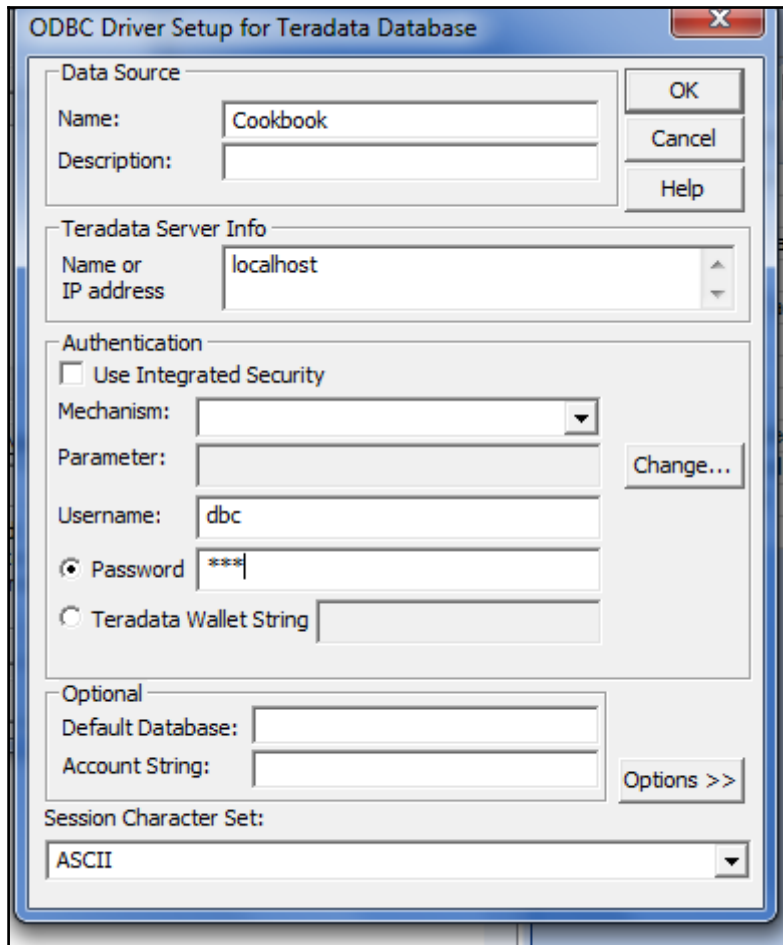 ODBC Driver Setup for Teradata Database
X
Data Source
OK
Name:
Cookbook
Cancel
Description:
Help
Teradata Server Info
Name or
IP address
localhost
Authentication
Use Integrated Security
Mechanism:
Parameter:
Change...
Username:
dbc
Password
***
Teradata Wallet String
Optional
Default Database:
Account String:
Options >>
Session Character Set:
ASCII